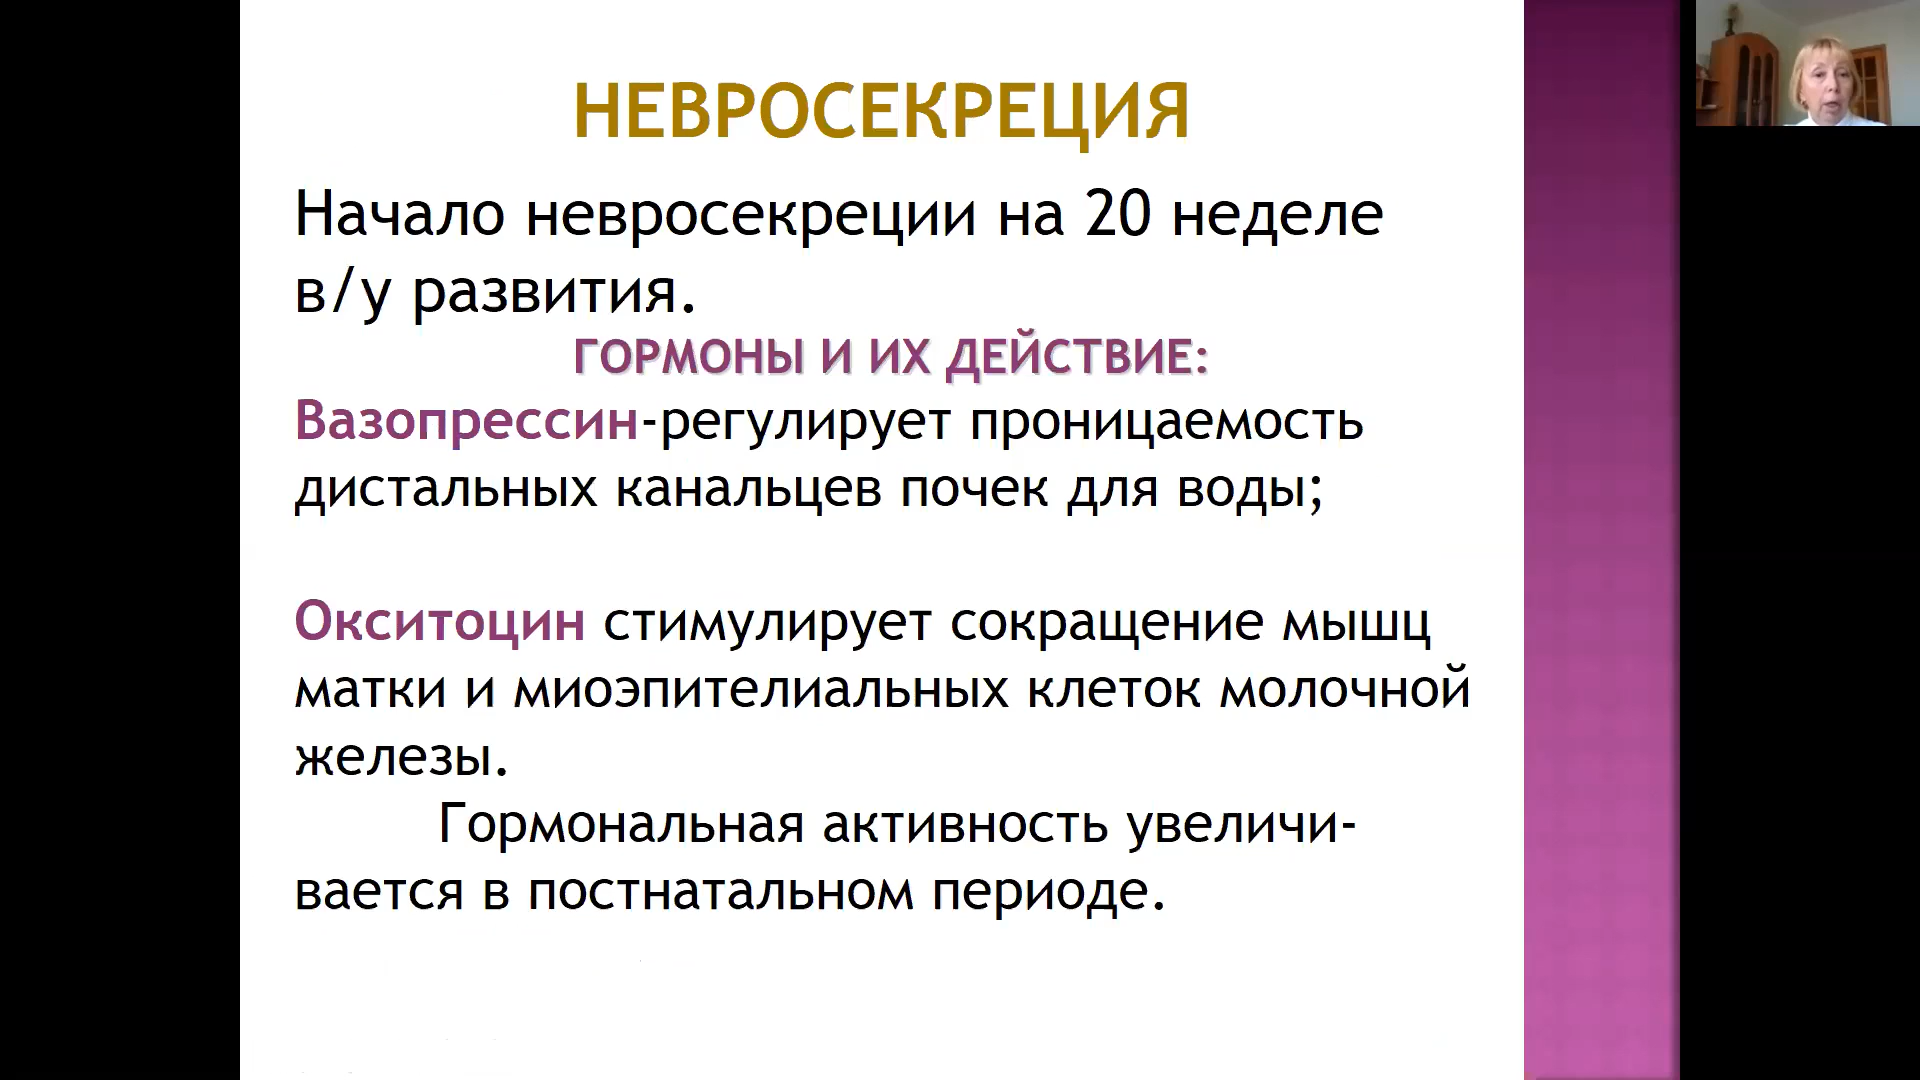 НЕВРОСЕКРЕЦИЯ
Начало невросекреции на 20 неделе
в/у развития.
ГОРМОНЫ И ИХ ДЕЙСТВИЕ:
Вазопрессин-регулирует проницаемость
дистальных канальцев почек для воды;
Окситоцин стимулирует сокращение мышц
матки и миоэпителиальных клеток молочной
железы.
Гормональная активность увеличи-
вается в постнатальном периоде.